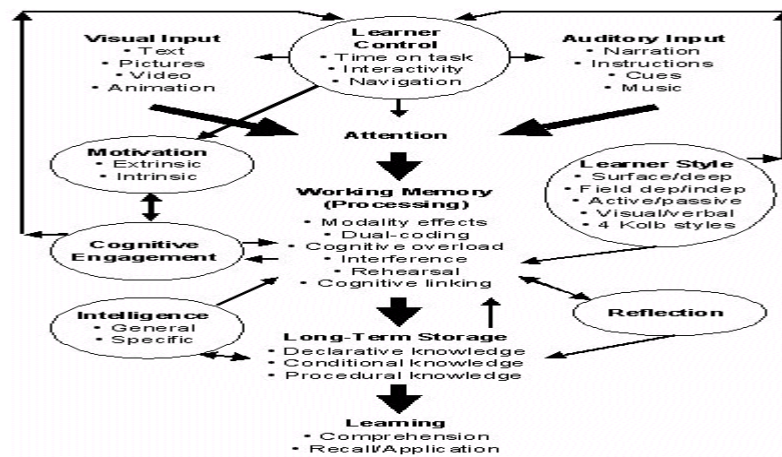 Visual Input
• Text
• Pictures
• Video
• Animation
Learner
Control
• Time on task
• Interactivity
• Navigation
Auditory Input
• Narration
• Instructions
• Cues
• Music
Attention
Motivation
• Extrinsic
• Intrinsic
Working Memory
(Processing)
• Modality effects
• Dual-coding
• Cognitive overload
• Interference
• Rehearsal
• Cognitive linking
Learner Style
• Surface/deep
• Field dep/indep
• Active/passive
• Visual/verbal
• 4 Kolb styles
Cognitive
Engagement
Intelligence
• General
• Specific
Reflection
Long-Term Storage
• Declarative knowledge
• Conditional knowledge
• Procedural knowledge
Learning
• Comprehension
• Recall/Application